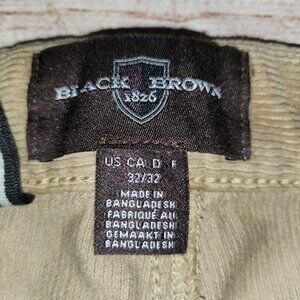 BLACK BROWN
1826
US CA D F
32/32
MADE IN
BANGLADESH
FABRIQUÉ AU
BANGLADESH
GEMAAKT IN
BANGLADESH